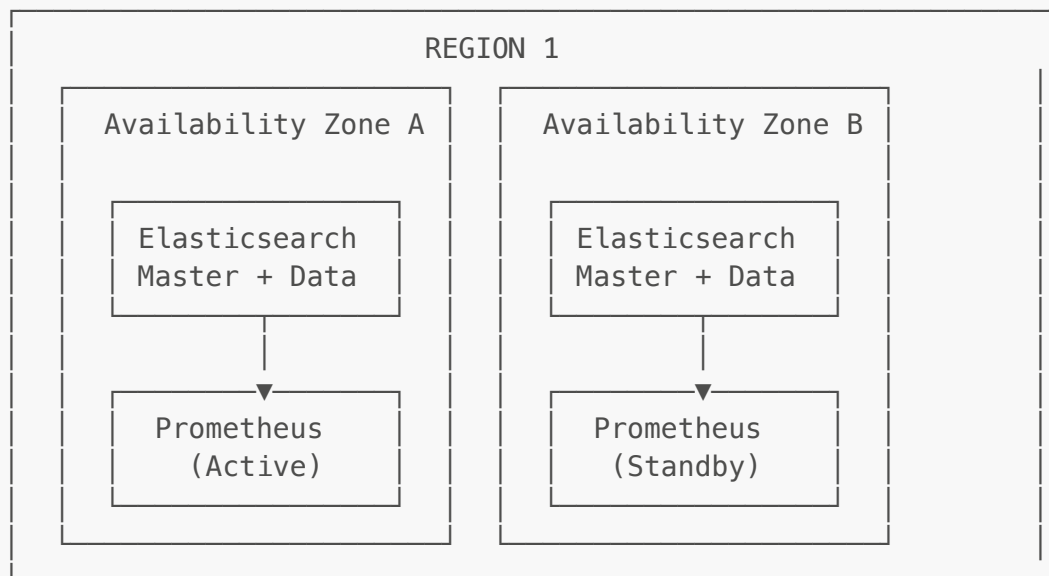 REGION 1
Availability Zone A
Availability Zone B
Elasticsearch
Master + Data
Elasticsearch
Master + Data
Prometheus
(Active)
Prometheus
(Standby)